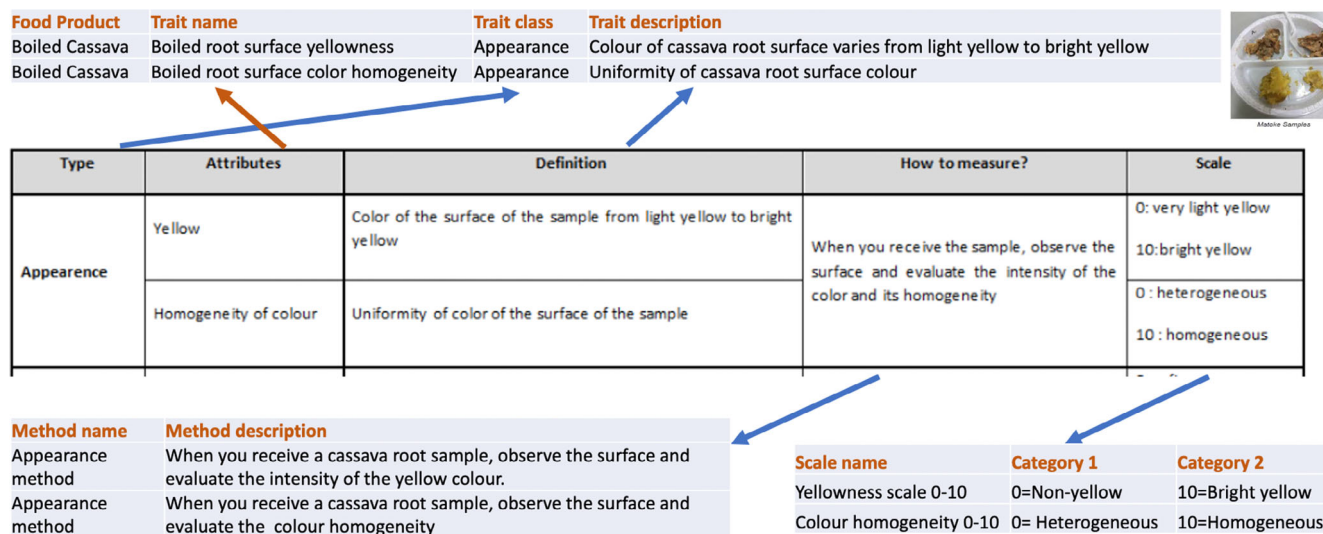 Food Product Trait name Trait class Trait description
Boiled Cassava Boiled root surface yellowness Appearance Colour of cassava root surface varies from light yellow to bright yellow
Boiled Cassava Boiled root surface color homogeneity Appearance Uniformity of cassava root surface colour
Matoke Samples
Type Attributes Definition How to measure? Scale
Appearence
Yellow
Color of the surface of the sample from light yellow to bright
yellow
When you receive the sample, observe the
surface and evaluate the intensity of the
color and its homogeneity
0: very light yellow
10:bright yellow
Homogeneity of colour
Uniformity of color of the surface of the sample
0 : heterogeneous
10 : homogeneous
Method name Method description
Appearance
method
When you receive a cassava root sample, observe the surface and
evaluate the intensity of the yellow colour.
Appearance
method
When you receive a cassava root sample, observe the surface and
evaluate the colour homogeneity
Scale name Category 1 Category 2
Yellowness scale 0-10 0=Non-yellow 10=Bright yellow
Colour homogeneity 0-10 0= Heterogeneous 10=Homogeneous